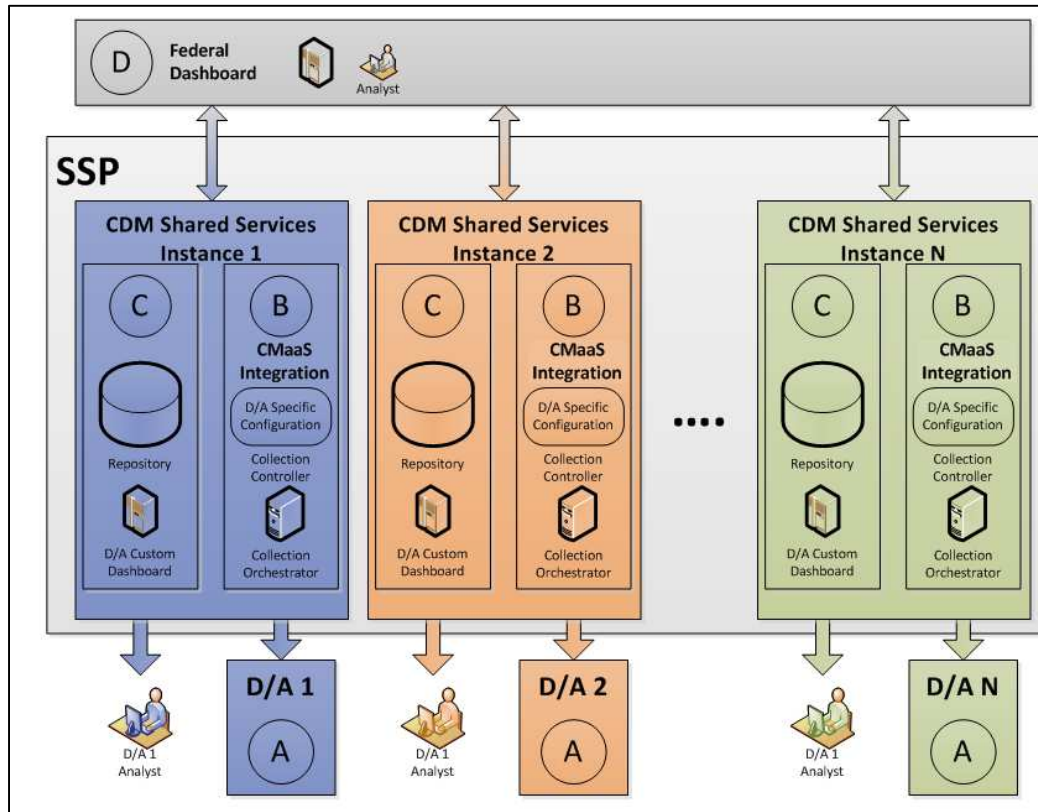 D
Federal
Dashboard
Analyst
SSP
CDM Shared Services
Instance 1
C
Repository
D/A Custom
Dashboard
B
CMaaS
Integration
D/A Specific
Configuration
Collection
Controller
Collection
Orchestrator
CDM Shared Services
Instance 2
C
Repository
D/A Custom
Dashboard
B
CMaaS
Integration
D/A Specific
Configuration
Collection
Controller
Collection
Orchestrator
....
CDM Shared Services
Instance N
C
Repository
D/A Custom
Dashboard
B
CMaaS
Integration
D/A Specific
Configuration
Collection
Controller
Collection
Orchestrator
D/A 1
Analyst
D/A 1
A
D/A 1
Analyst
D/A 2
A
D/A 1
Analyst
D/A N
A